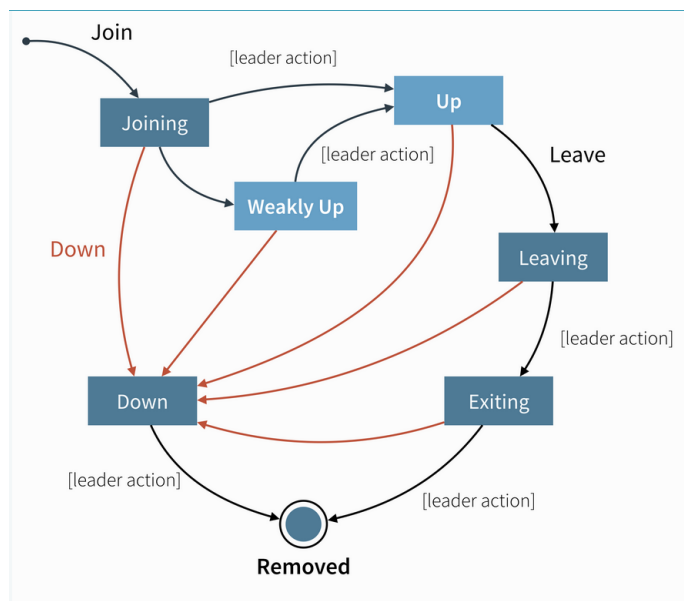 Join
[leader action]
Up
Joining
[leader action]
Leave
Weakly Up
Down
Leaving
[leader action]
Down
Exiting
[leader action]
[leader action]
Removed